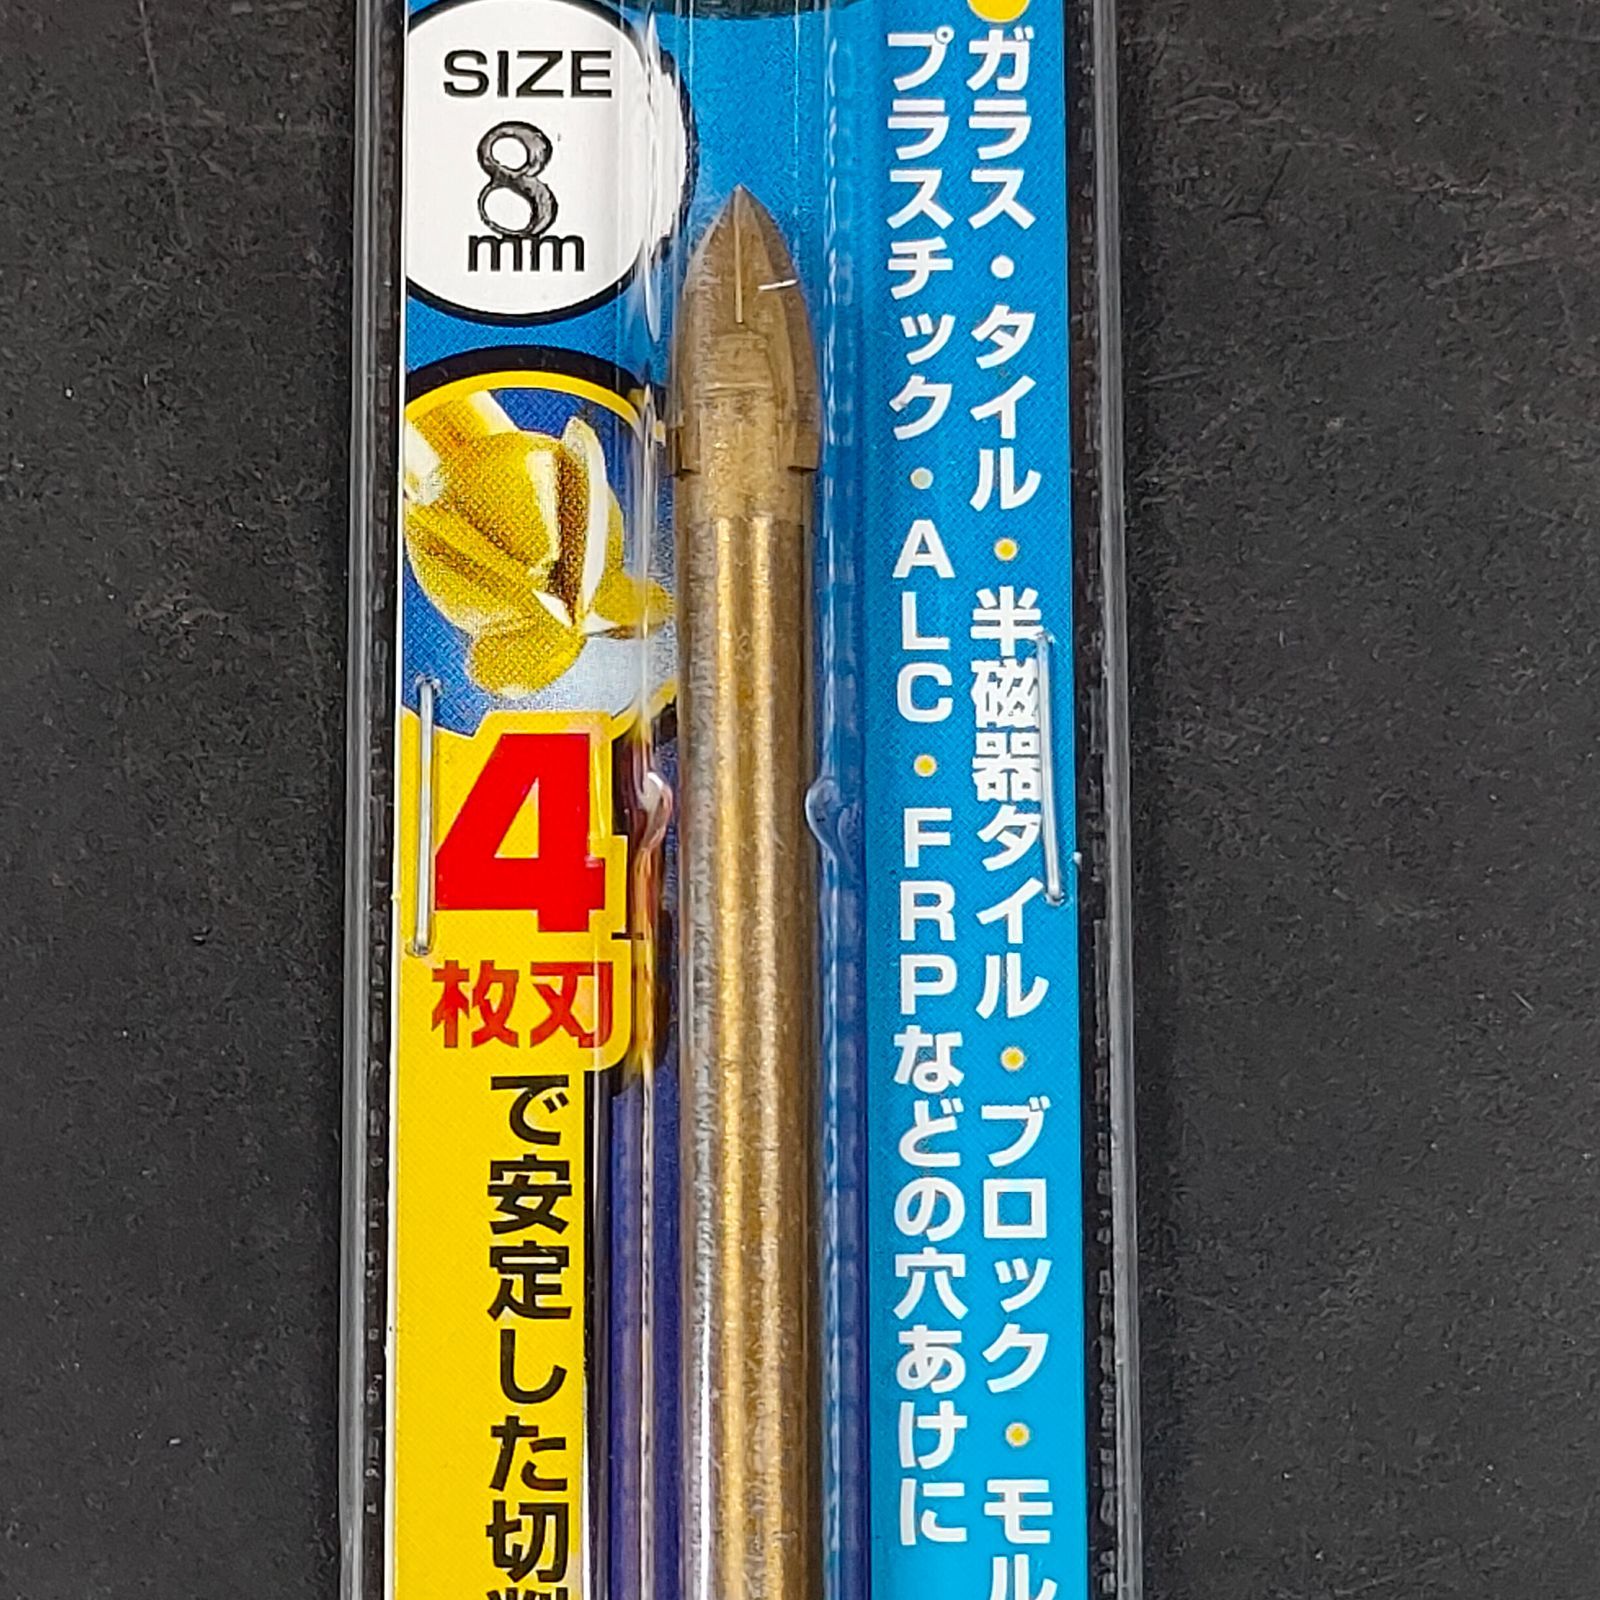 SIZE
8
mm
4
枚刃
で安定した切
ガラス・タイル・半磁器タイル・ブロック・モル
プラスチック・ALC・FRPなどの穴あけに